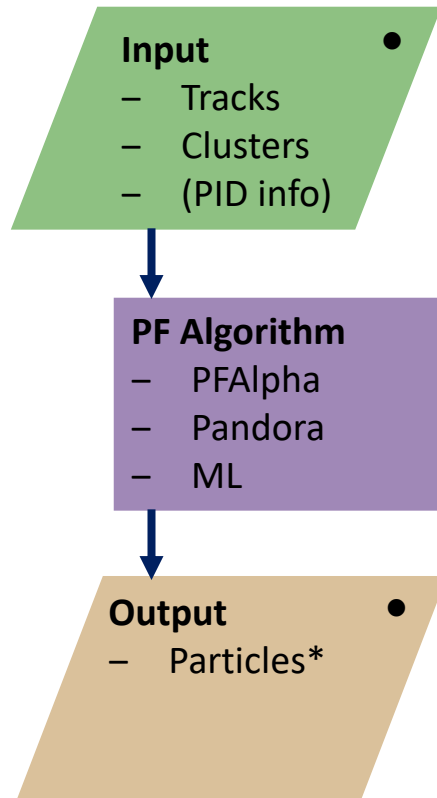 Input •
– Tracks
– Clusters
– (PID info)
PF Algorithm
– PFAlpha
– Pandora
– ML
Output •
– Particles*